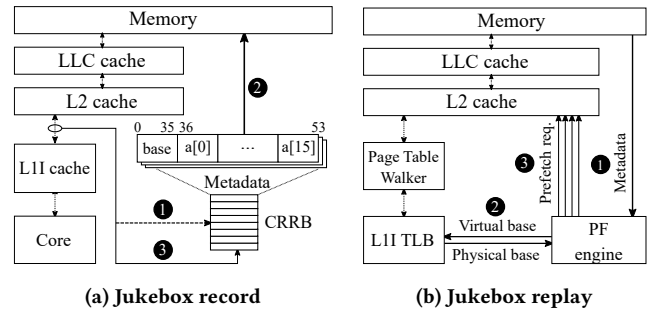 Memory
LLC cache
L2 cache
L1I cache
Core
2
0 35 36 53
base a[0] ... a[15]
Metadata
1
CRRB
3
(a) Jukebox record
Memory
LLC cache
L2 cache
Page Table
Walker
L1I TLB
3
Prefetch req.
1
Metadata
2
Virtual base
Physical base
PF
engine
(b) Jukebox replay